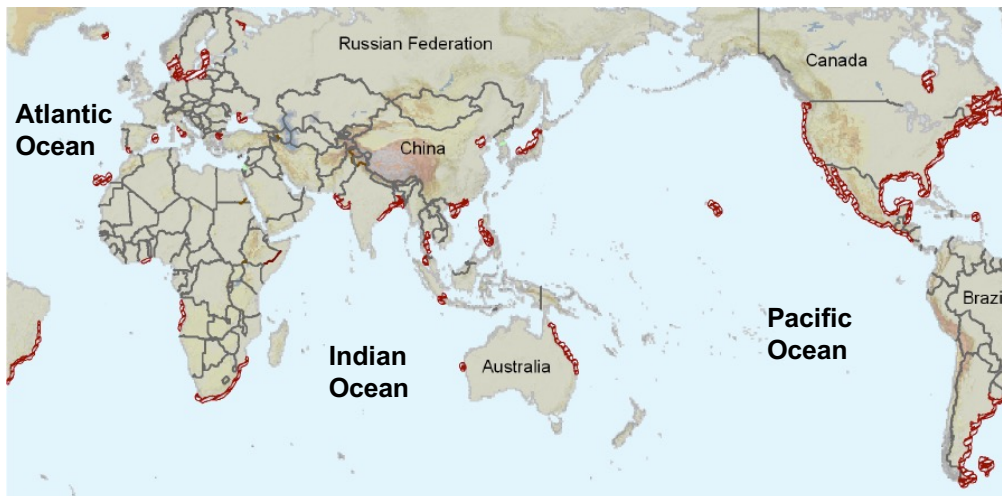 Russian Federation
Canada
Atlantic
Ocean
China
Brazi
Pacific
Ocean
Indian
Ocean
Australia